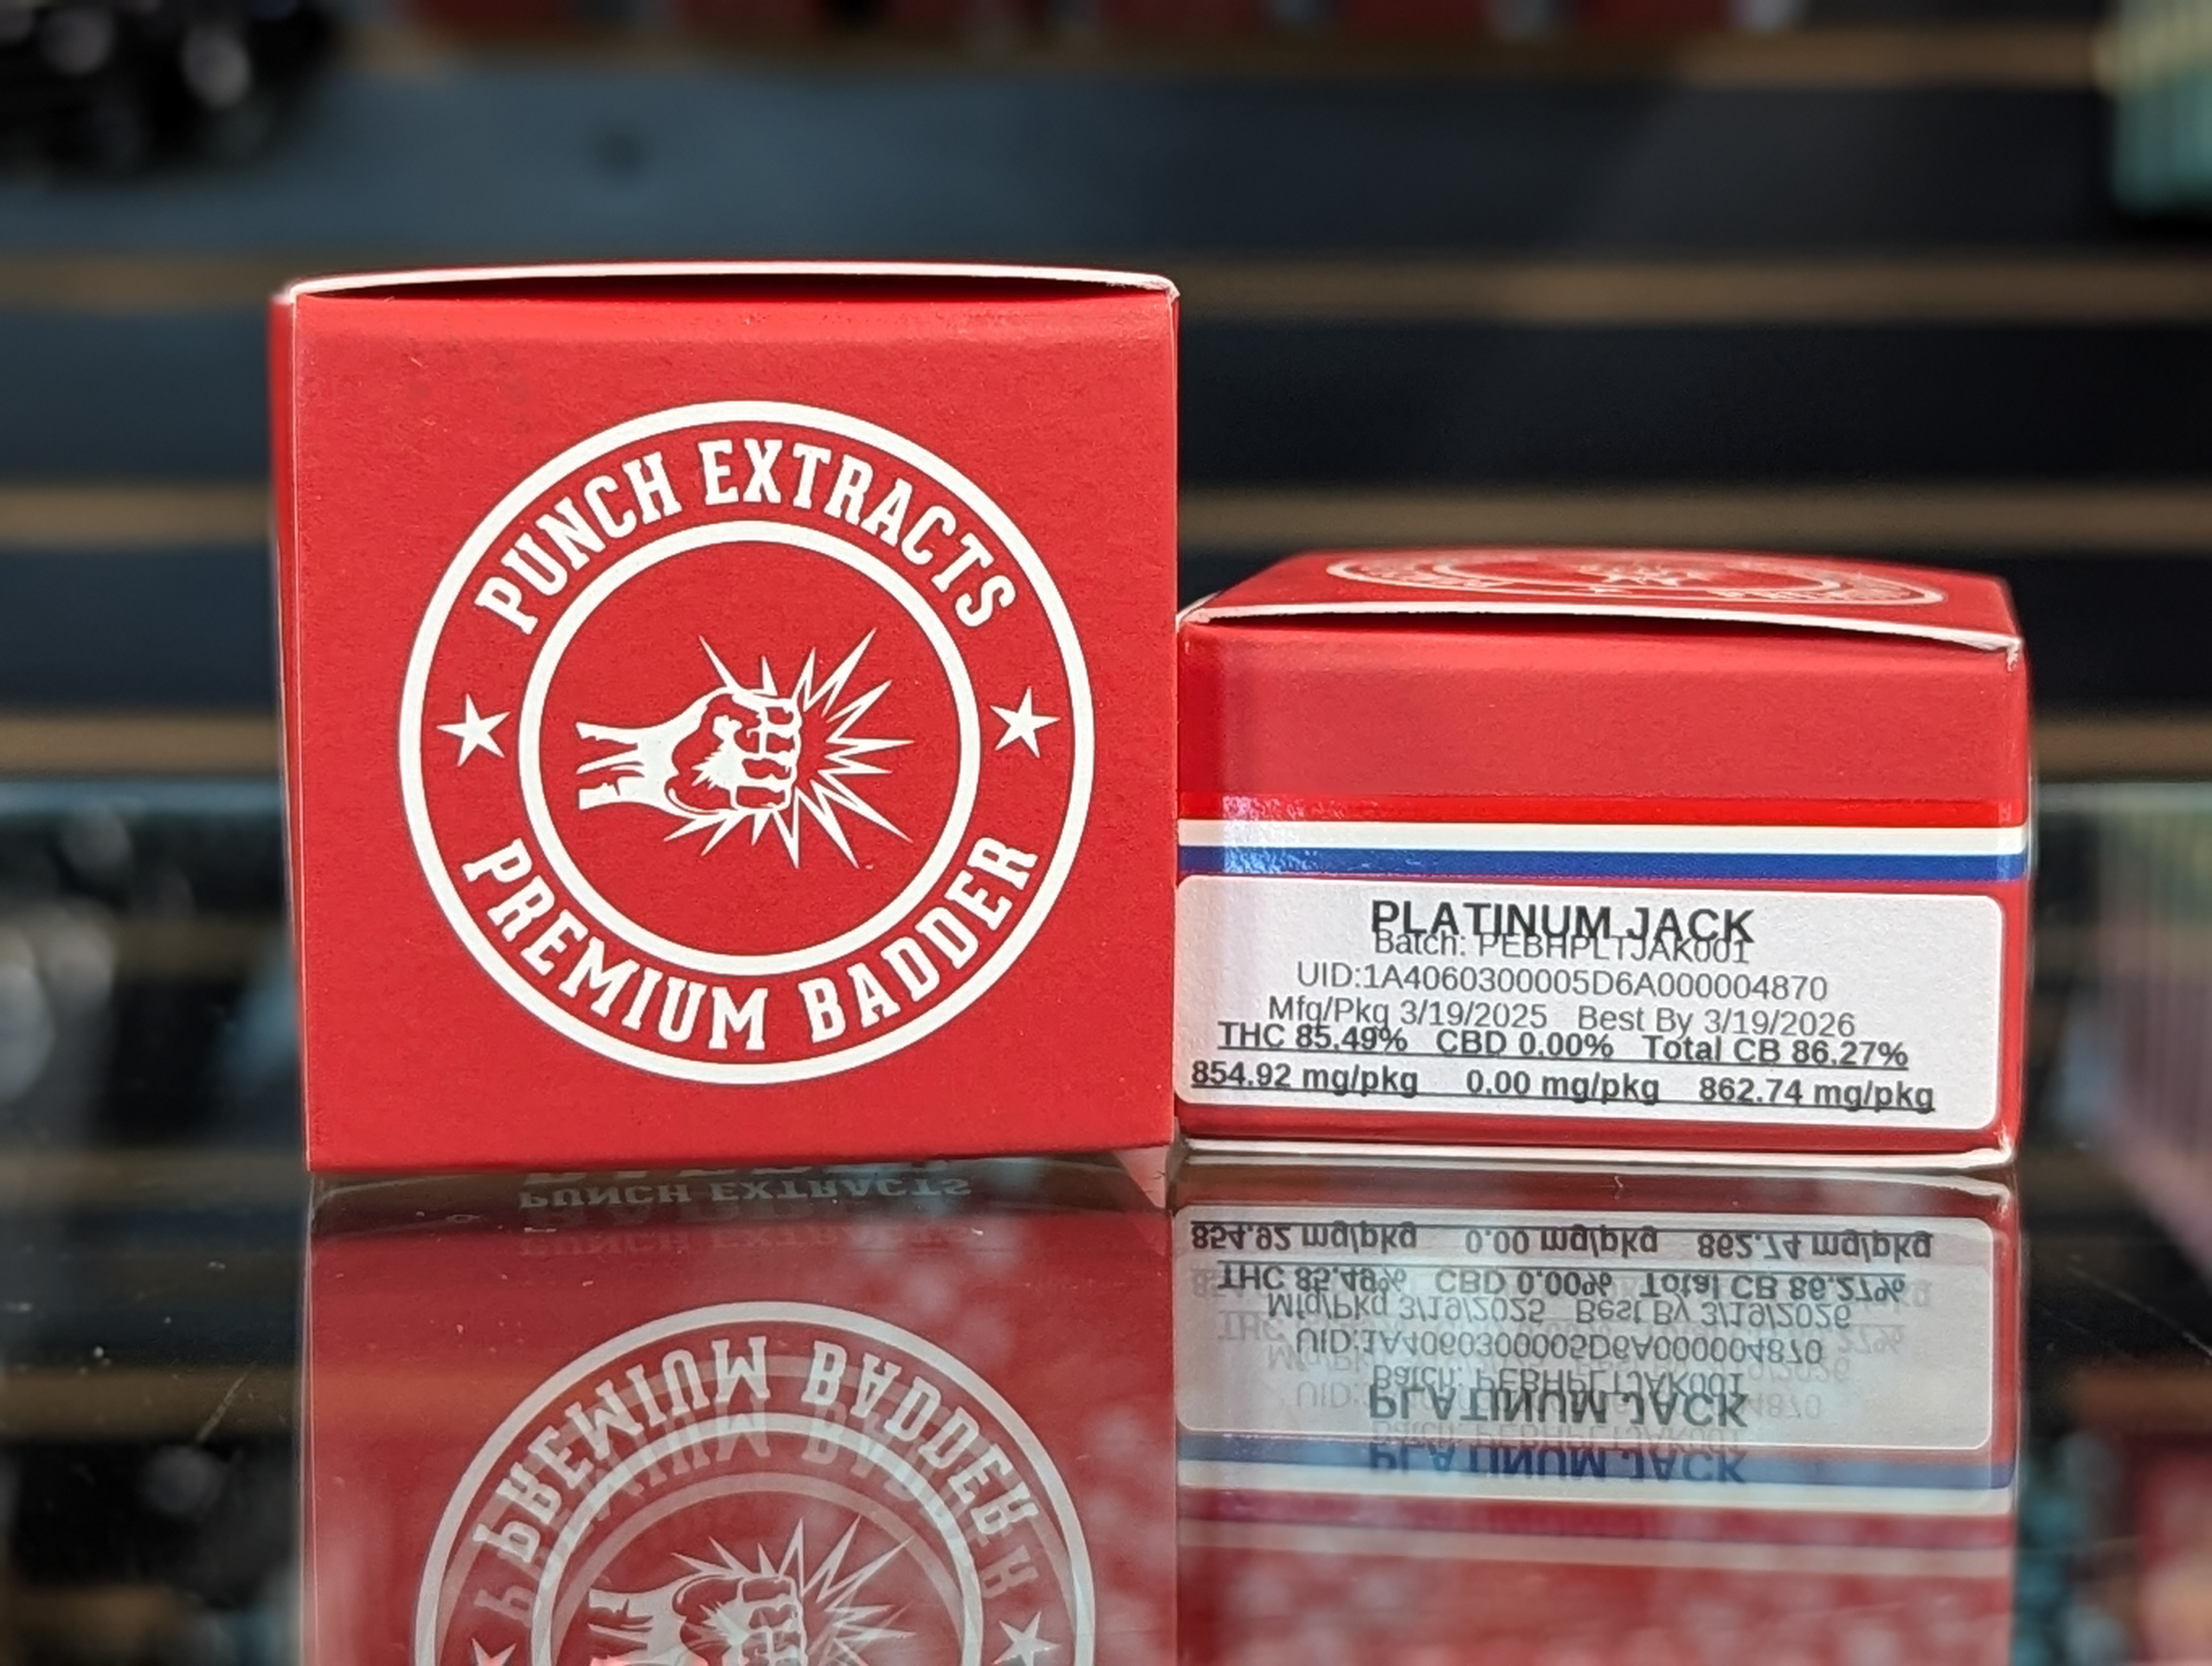 PUNCH EXTRACTS
PREMIUM BADDER
PLATINUM JACK
Batch: PEBHPLTJAK001
UID:1A4060300005D6A000004870
Mfg/Pkg 3/19/2025 Best By 3/19/2026
THC 85.49% CBD 0.00% Total CB 86.27%
854.92 mg/pkg 0.00 mg/pkg 862.74 mg/pkg